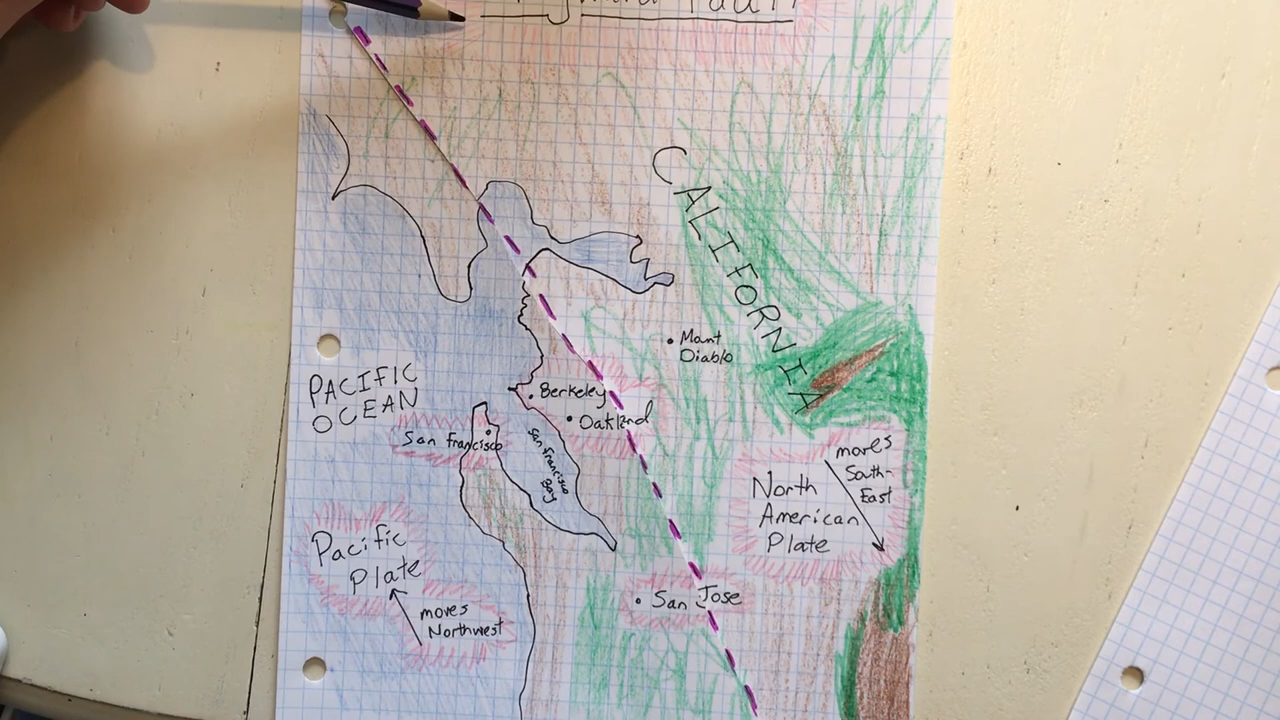 Fault
CALIFORNIA
Mount
Diablo
PACIFIC
OCEAN
Berkeley
Oakland
San Francisco
San Francisco
Bay
moves
South-
East
North
American
Plate
Pacific
Plate
moves
Northwest
San Jose